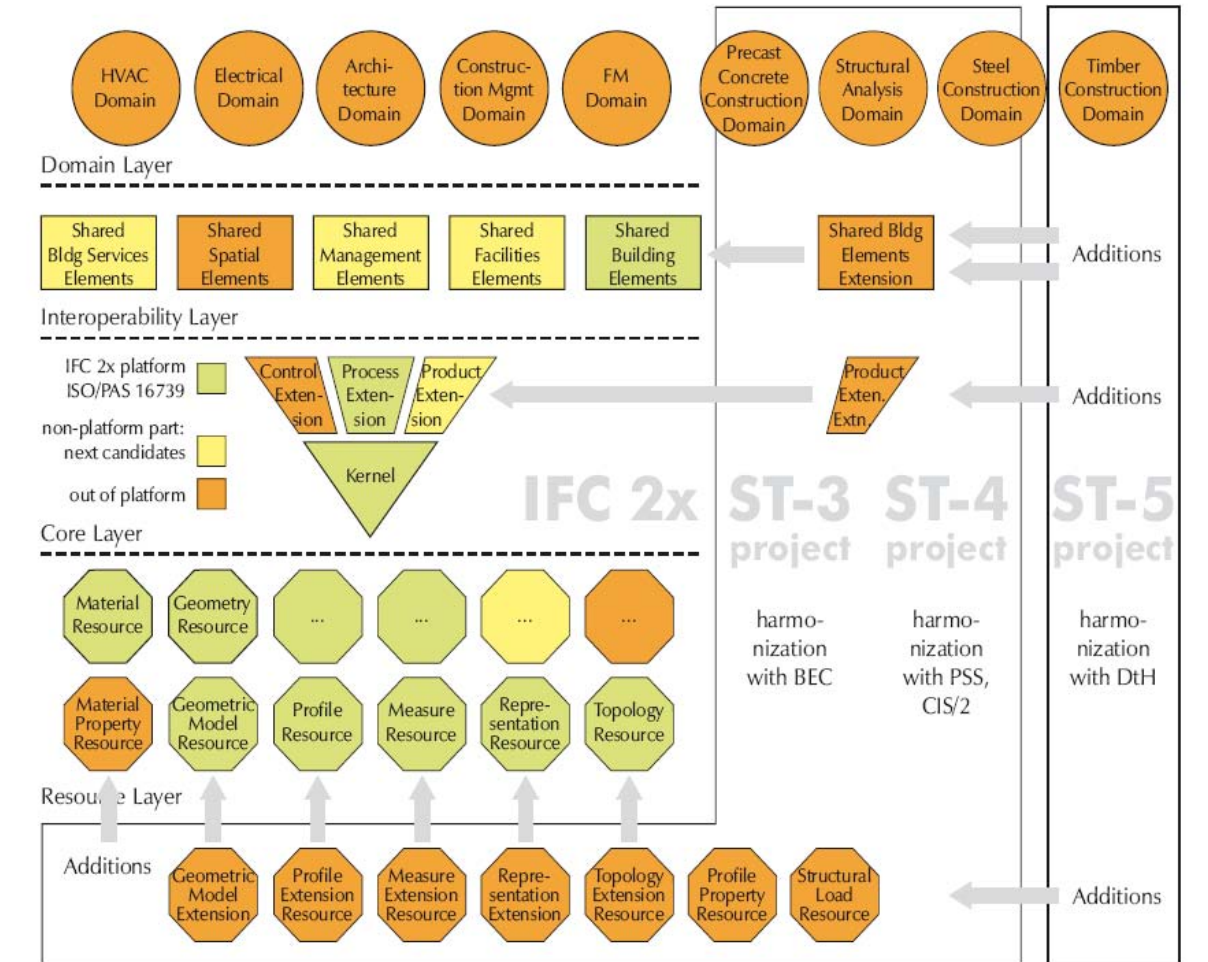 HVAC
Domain
Electrical
Domain
Archi-
tecture
Domain
Construc-
tion Mgmt
Domain
FM
Domain
Precast
Concrete
Construction
Domain
Structural
Analysis
Domain
Steel
Construction
Domain
Timber
Construction
Domain
Domain Layer
Shared
Bldg Services
Elements
Shared
Spatial
Elements
Shared
Management
Elements
Shared
Facilities
Elements
Shared
Building
Elements
Shared Bldg
Elements
Extension
Additions
Interoperability Layer
IFC 2x platform
ISO/PAS 16739
non-platform part:
next candidates
out of platform
Control
Exten-
sion
Process
Exten-
sion
Product
Exten-
sion
Kernel
Product
Exten.
Extn.
Additions
IFC 2x
ST-3
project
ST-4
project
ST-5
project
Core Layer
Material
Resource
Geometry
Resource
...
...
...
...
harmo-
nization
with BEC
harmo-
nization
with PSS,
CIS/2
harmo-
nization
with DtH
Material
Property
Resource
Geometric
Model
Resource
Profile
Resource
Measure
Resource
Repre-
sentation
Resource
Topology
Resource
Resource Layer
Additions
Geometric
Model
Extension
Profile
Extension
Resource
Measure
Extension
Resource
Repre-
sentation
Extension
Topology
Extension
Resource
Profile
Property
Resource
Structural
Load
Resource
Additions